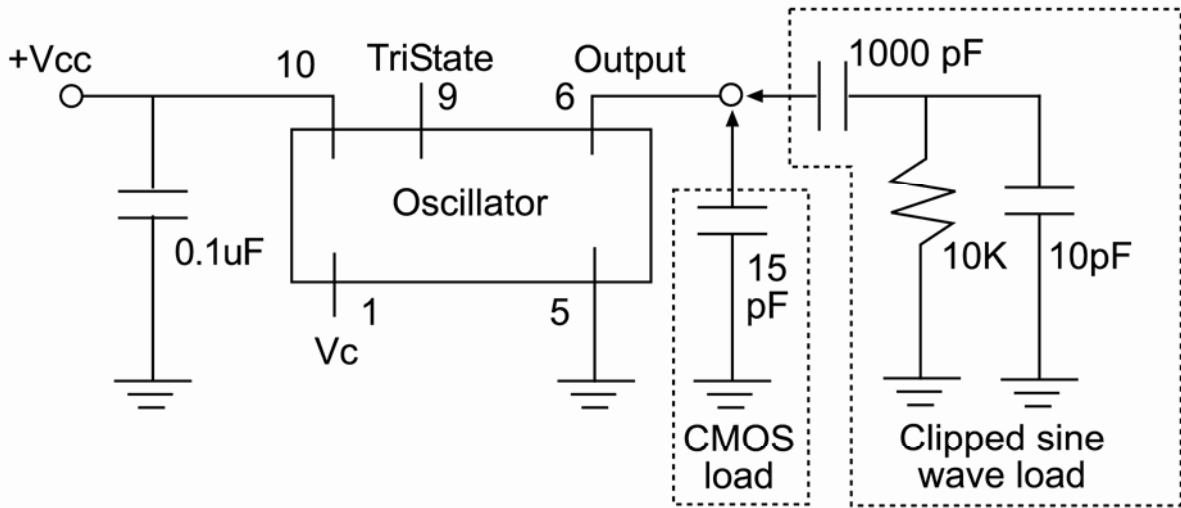 +Vcc
10
TriState
9
Output
6
1000 pF
Oscillator
0.1uF
1
Vc
5
15
pF
10K
10pF
CMOS
load
Clipped sine
wave load